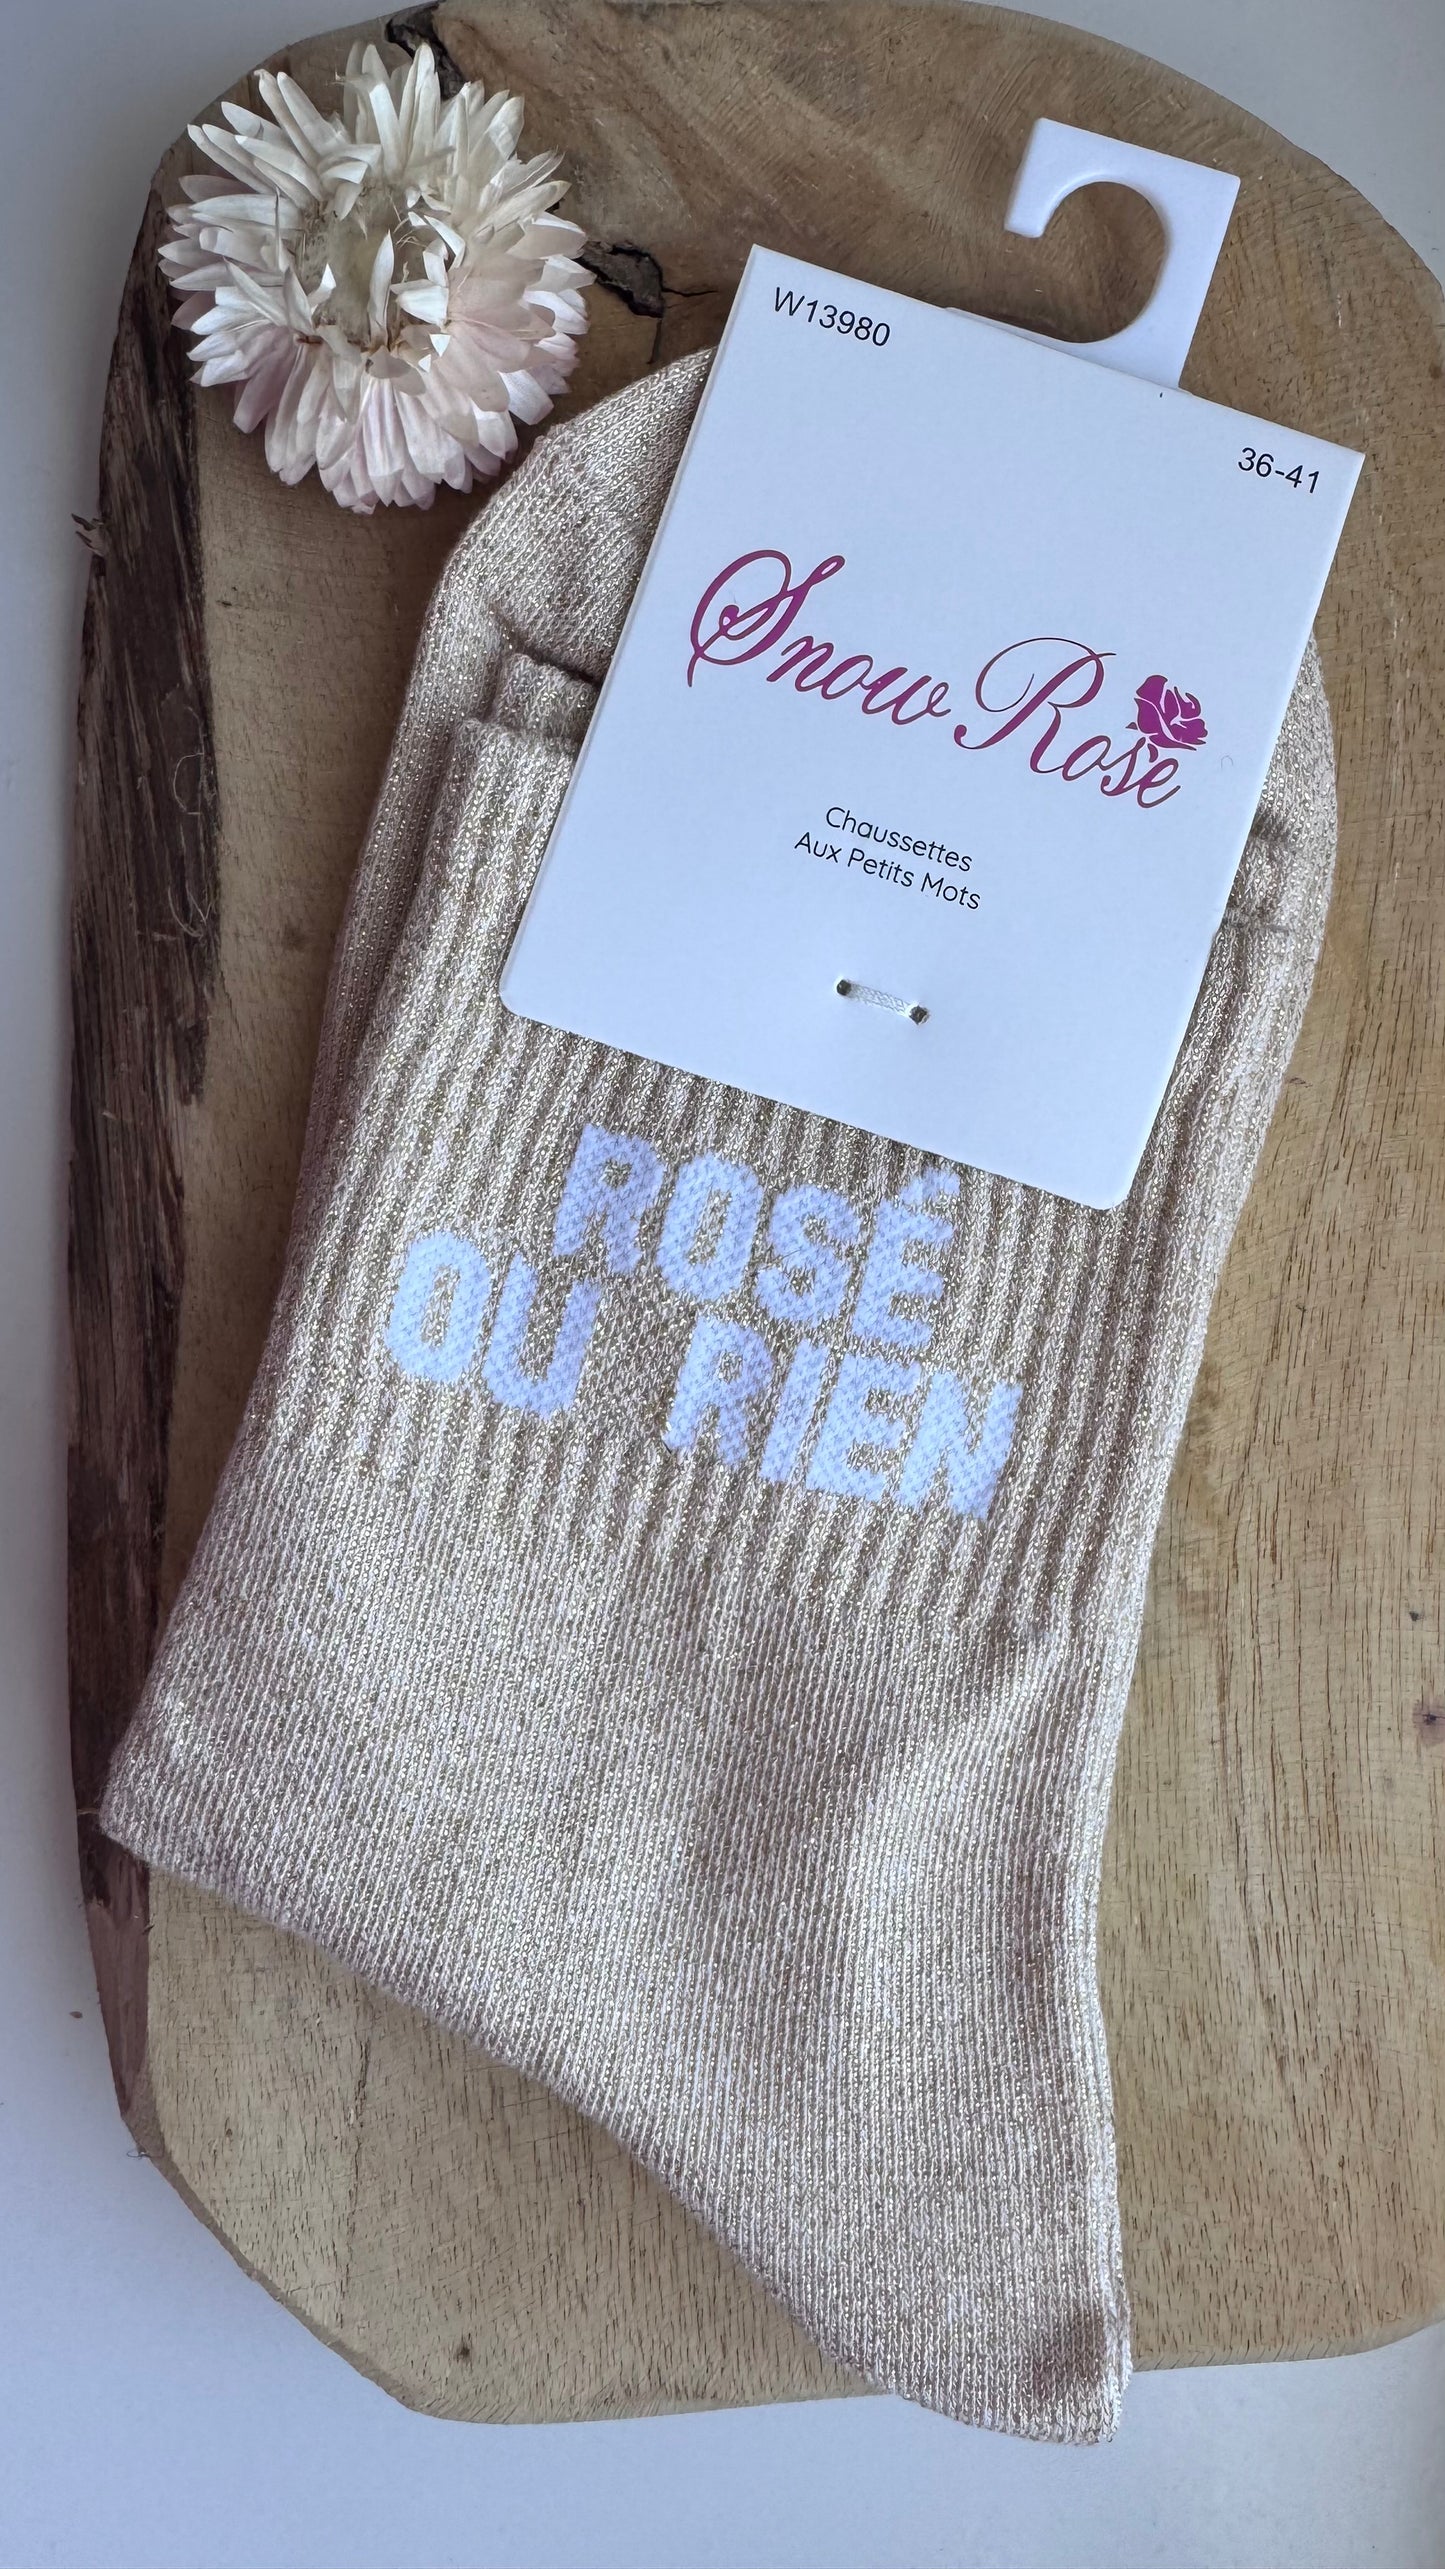 W13980
36-41
Snow Rose
Chaussettes
Aux Petits Mots
ROSÉ
OU RIEN